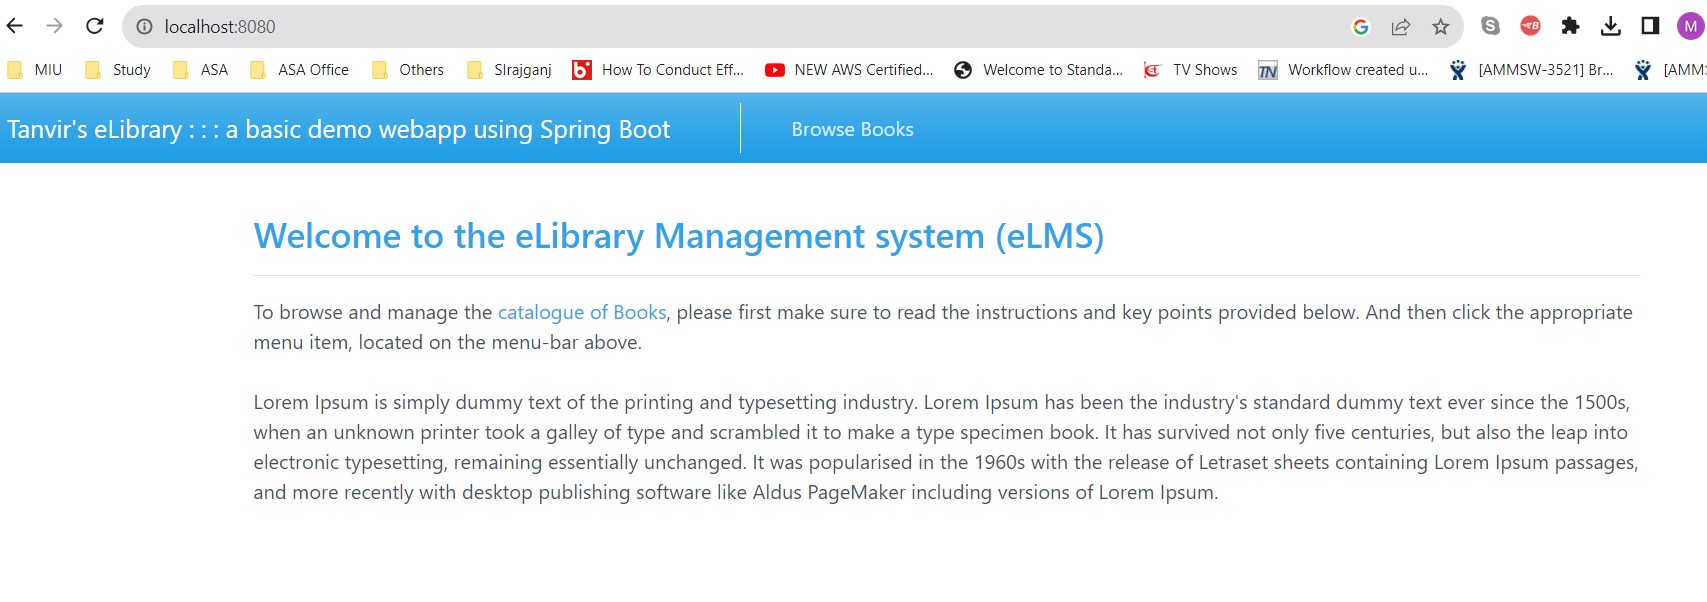 localhost:8080
MIU Study ASA ASA Office Others SIrajganj How To Conduct Eff... NEW AWS Certified... Welcome to Standa... TV Shows Workflow created u... [AMMSW-3521] Br... [AMMS
Tanvir's eLibrary : : : a basic demo webapp using Spring Boot Browse Books
Welcome to the eLibrary Management system (eLMS)
To browse and manage the catalogue of Books, please first make sure to read the instructions and key points provided below. And then click the appropriate
menu item, located on the menu-bar above.
Lorem Ipsum is simply dummy text of the printing and typesetting industry. Lorem Ipsum has been the industry's standard dummy text ever since the 1500s,
when an unknown printer took a galley of type and scrambled it to make a type specimen book. It has survived not only five centuries, but also the leap into
electronic typesetting, remaining essentially unchanged. It was popularised in the 1960s with the release of Letraset sheets containing Lorem Ipsum passages,
and more recently with desktop publishing software like Aldus PageMaker including versions of Lorem Ipsum.